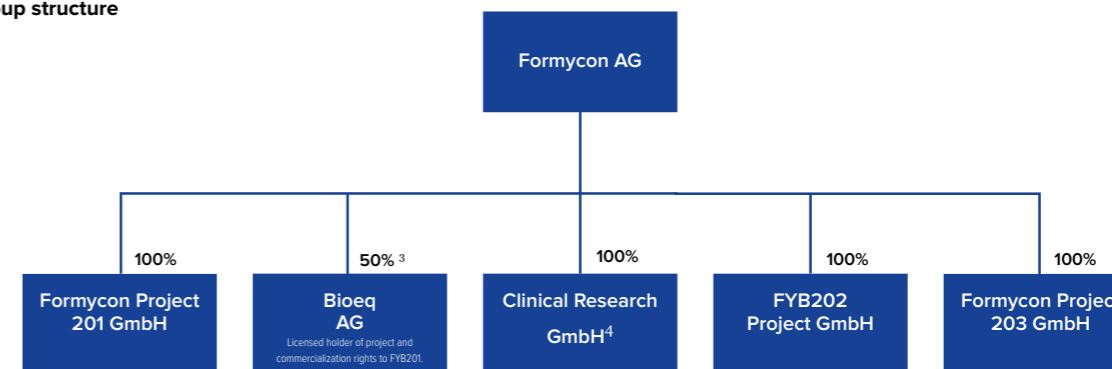 up structure
Formycon AG
100%
50% ³
100%
100%
100%
Formycon Project
201 GmbH
Bioeq
AG
Licensed holder of project and
commercialization rights to FYB201.
Clinical Research
GmbH⁴
FYB202
Project GmbH
Formycon Projec
203 GmbH